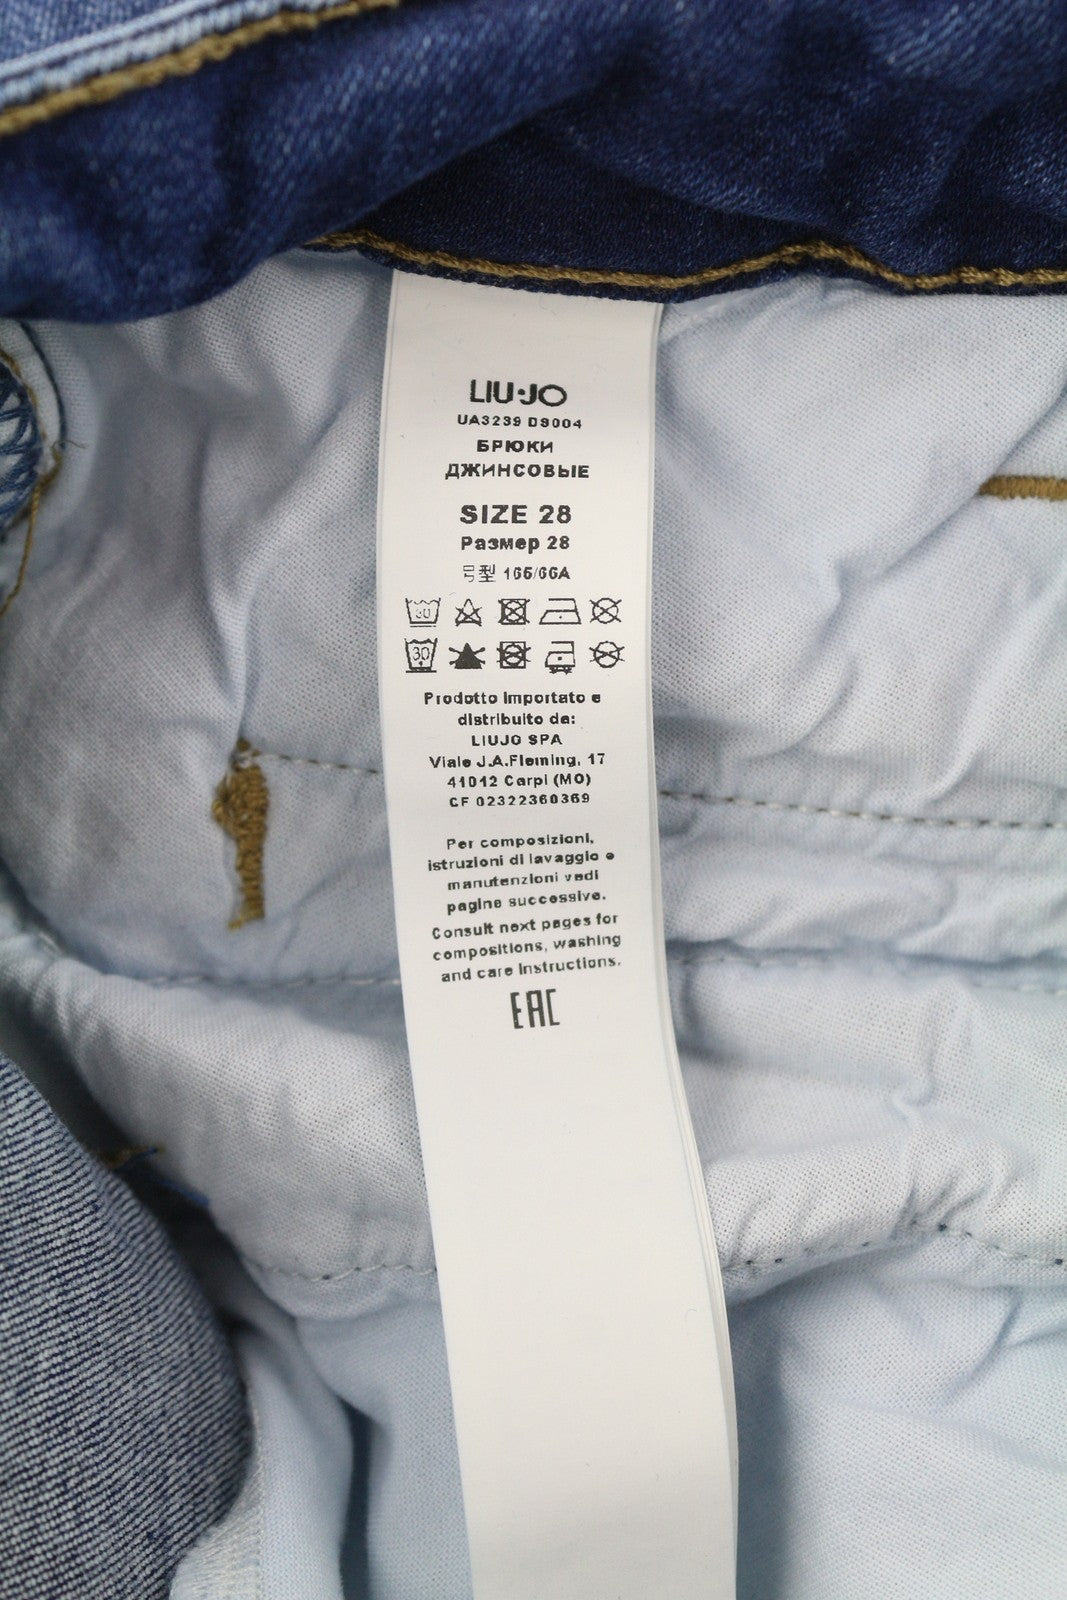 LIU·JO
UA3239 D9004
БРЮКИ
ДЖИНСОВЫЕ
SIZE 28
Размер 28
号型 165/66A
30
30
Prodotto importato e
distribuito da:
LIUJO SPA
Viale J.A.Fleming, 17
41012 Carpi (MO)
CF 02322360369
Per composizioni,
istruzioni di lavaggio e
manutenzioni vedi
pagine successive.
Consult next pages for
compositions, washing
and care instructions.
EAC